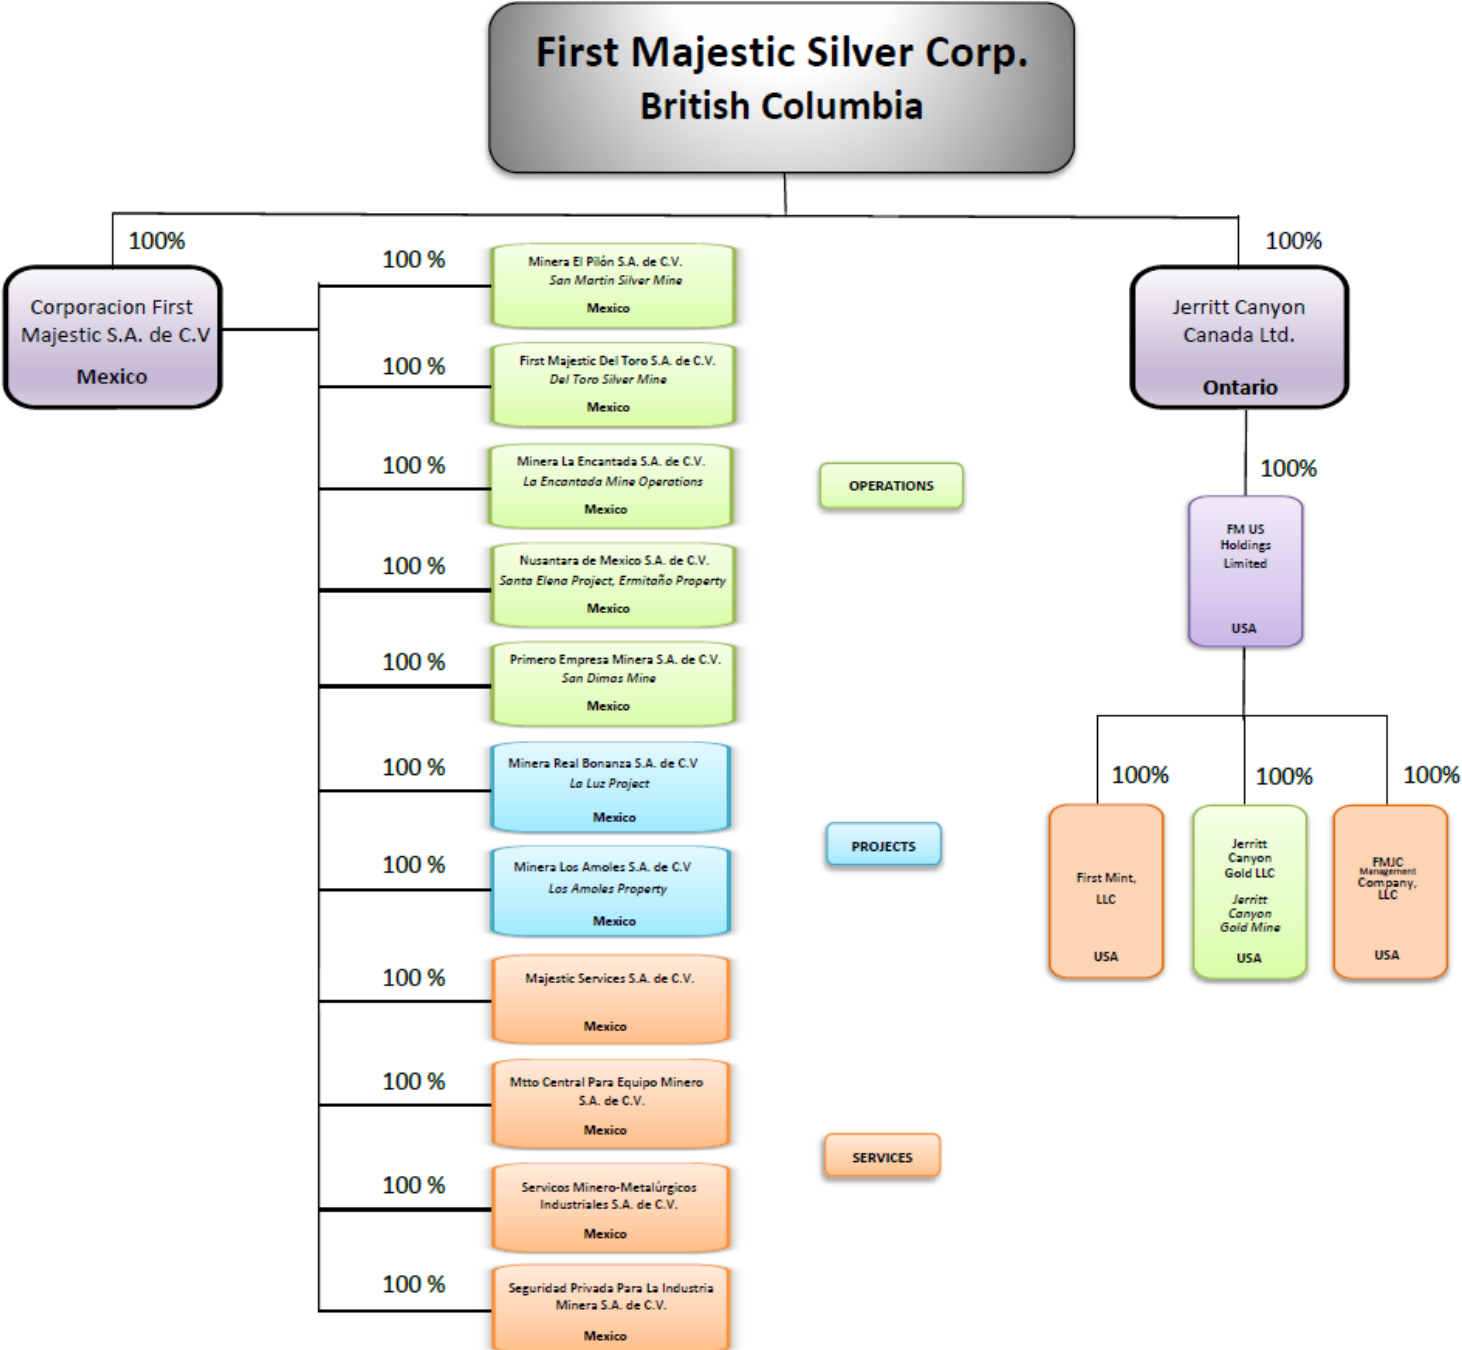 First Majestic Silver Corp.
British Columbia
100%
Corporacion First
Majestic S.A. de C.V
Mexico
100 %
Minera El Pilón S.A. de C.V.
San Martin Silver Mine
Mexico
100 %
First Majestic Del Toro S.A. de C.V.
Del Toro Silver Mine
Mexico
100 %
Minera La Encantada S.A. de C.V.
La Encantada Mine Operations
Mexico
100 %
Nusantara de Mexico S.A. de C.V.
Santa Elena Project, Ermitaño Property
Mexico
100 %
Primero Empresa Minera S.A. de C.V.
San Dimas Mine
Mexico
100 %
Minera Real Bonanza S.A. de C.V
La Luz Project
Mexico
100 %
Minera Los Amoles S.A. de C.V
Los Amoles Property
Mexico
100 %
Majestic Services S.A. de C.V.
Mexico
100 %
Mtto Central Para Equipo Minero
S.A. de C.V.
Mexico
100 %
Servicos Minero-Metalúrgicos
Industriales S.A. de C.V.
Mexico
100 %
Seguridad Privada Para La Industria
Minera S.A. de C.V.
Mexico
OPERATIONS
PROJECTS
SERVICES
100%
Jerritt Canyon
Canada Ltd.
Ontario
100%
FM US
Holdings
Limited
USA
100%
First Mint,
LLC
USA
100%
Jerritt
Canyon
Gold LLC
Jerritt
Canyon
Gold Mine
USA
100%
FMJC
Management
Company,
LLC
USA